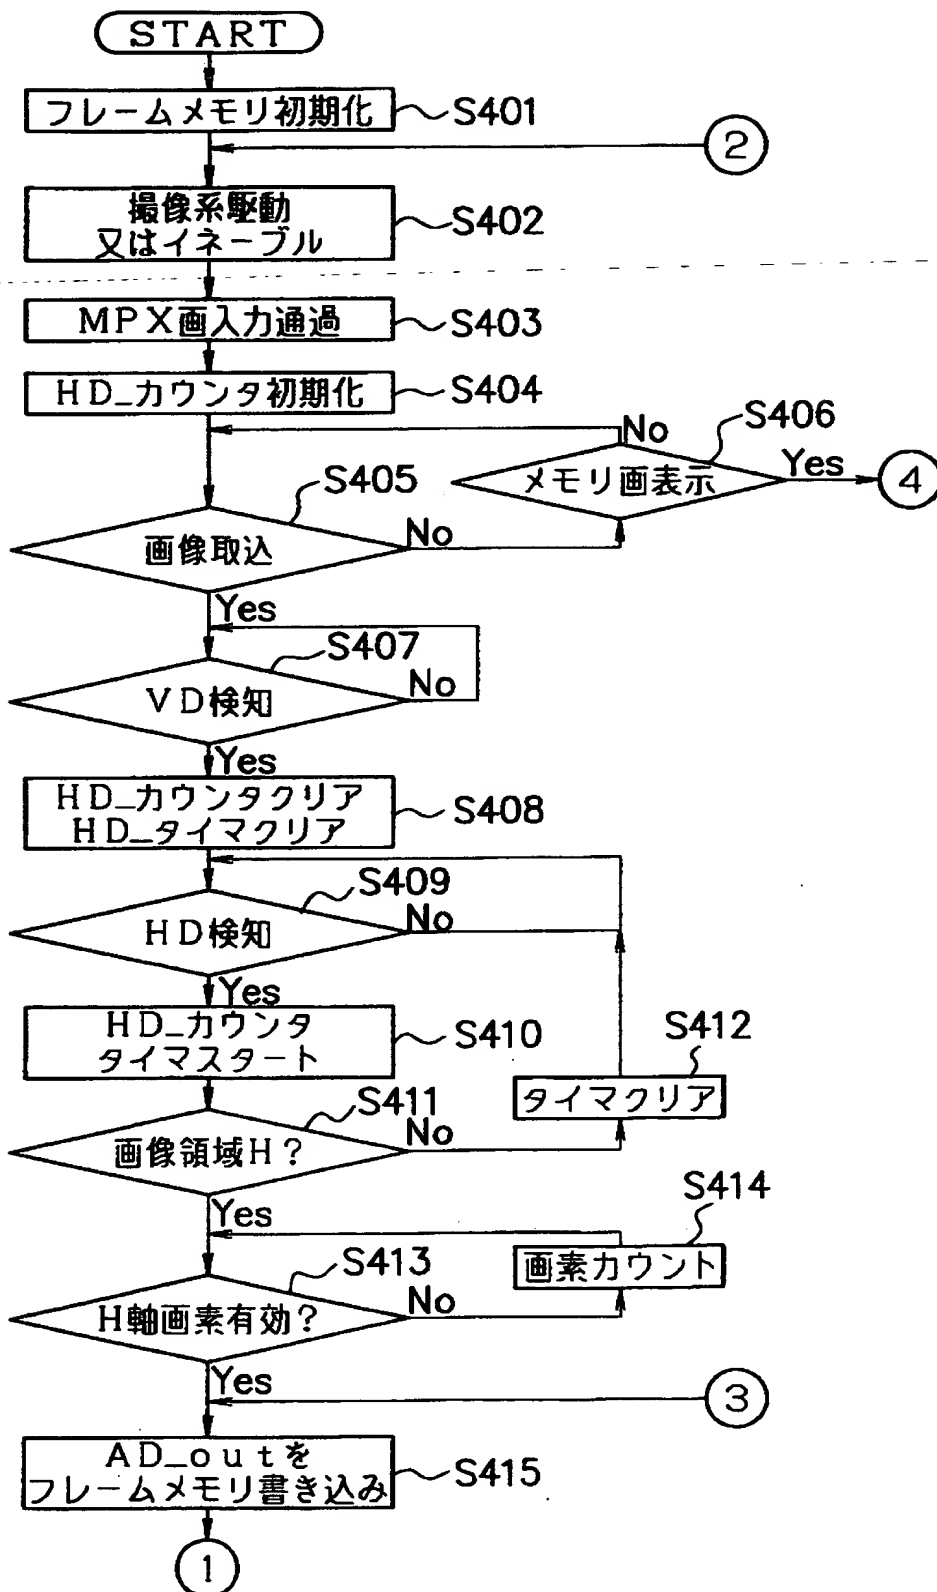 START
フレームメモリ初期化
S401
②
撮像系駆動
又はイネーブル
S402
MPX画入力通過
S403
HD_カウンタ初期化
S404
No
S406
メモリ画表示
Yes
④
S405
画像取込
No
Yes
S407
VD検知
No
Yes
HD_カウンタクリア
HD_タイマクリア
S408
S409
HD検知
No
Yes
HD_カウンタ
タイマスタート
S410
S412
タイマクリア
S411
画像領域H?
No
Yes
S414
画素カウント
S413
H軸画素有効?
No
Yes
③
AD_outを
フレームメモリ書き込み
S415
①